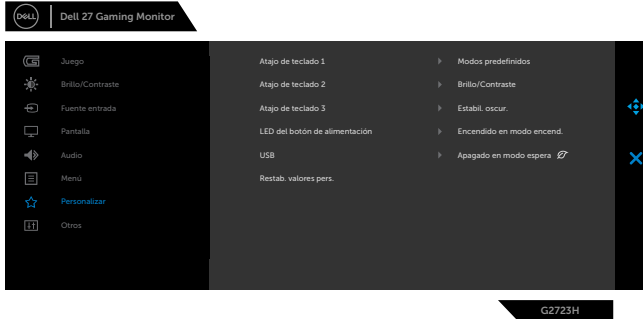 DELL
Dell 27 Gaming Monitor
Juego
Brillo/Contraste
Fuente entrada
Pantalla
Audio
Menú
Personalizar
Otros
Atajo de teclado 1 Modos predefinidos
Atajo de teclado 2 Brillo/Contraste
Atajo de teclado 3 Estabil. oscur.
LED del botón de alimentación Encendido en modo encend.
USB Apagado en modo espera
Restab. valores pers.
G2723H